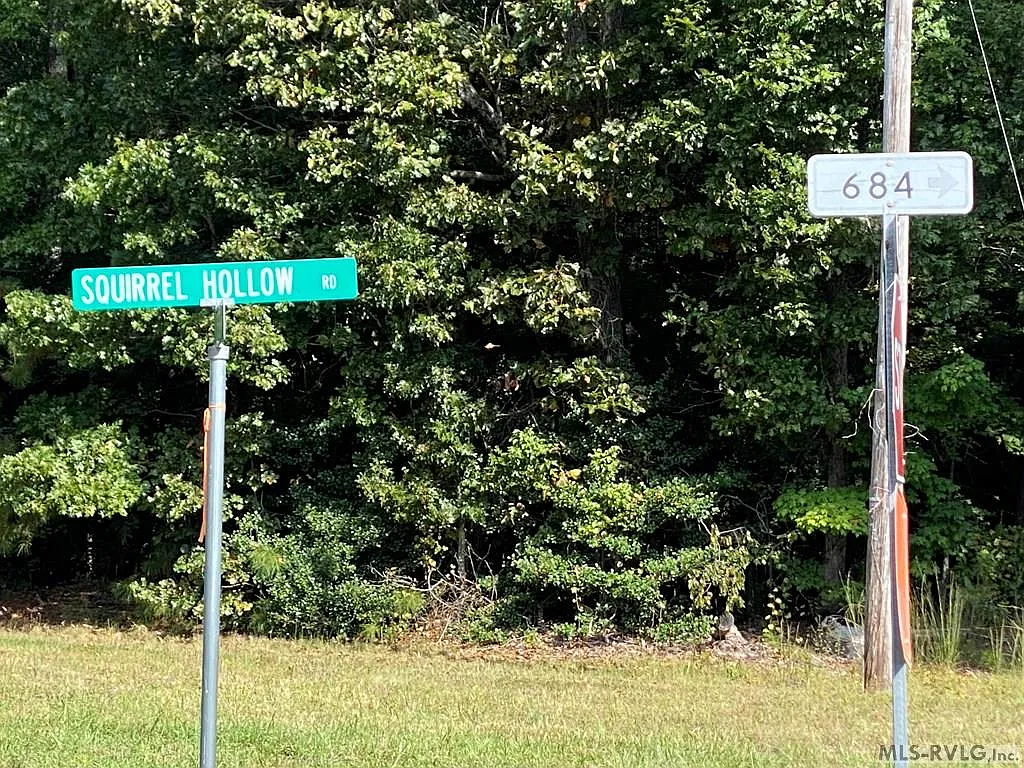 SQUIRREL HOLLOW RD
684
MLS-RVLG,Inc.